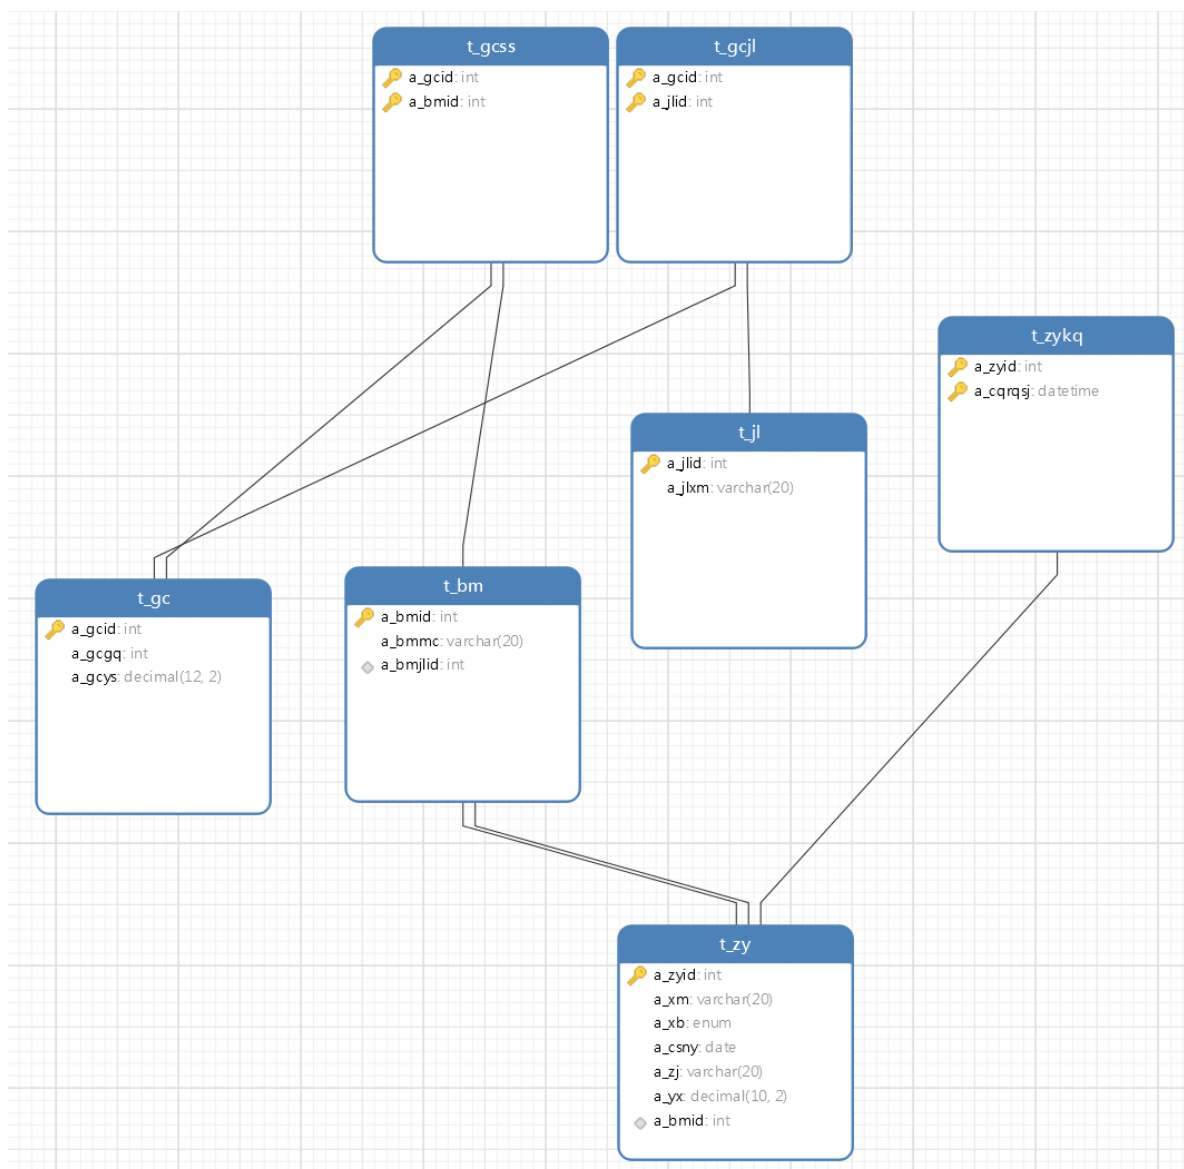 t_gcss
a_gcid: int
a_bmid: int
t_gcjl
a_gcid: int
a_jlid: int
t_zykq
a_zyid: int
a_cqrqsj: datetime
t_jl
a_jlid: int
a_jlxm: varchar(20)
t_gc
a_gcid: int
a_gcgq: int
a_gcys: decimal(12, 2)
t_bm
a_bmid: int
a_bmmc: varchar(20)
a_bmjlid: int
t_zy
a_zyid: int
a_xm: varchar(20)
a_xb: enum
a_csny: date
a_zj: varchar(20)
a_yx: decimal(10, 2)
a_bmid: int